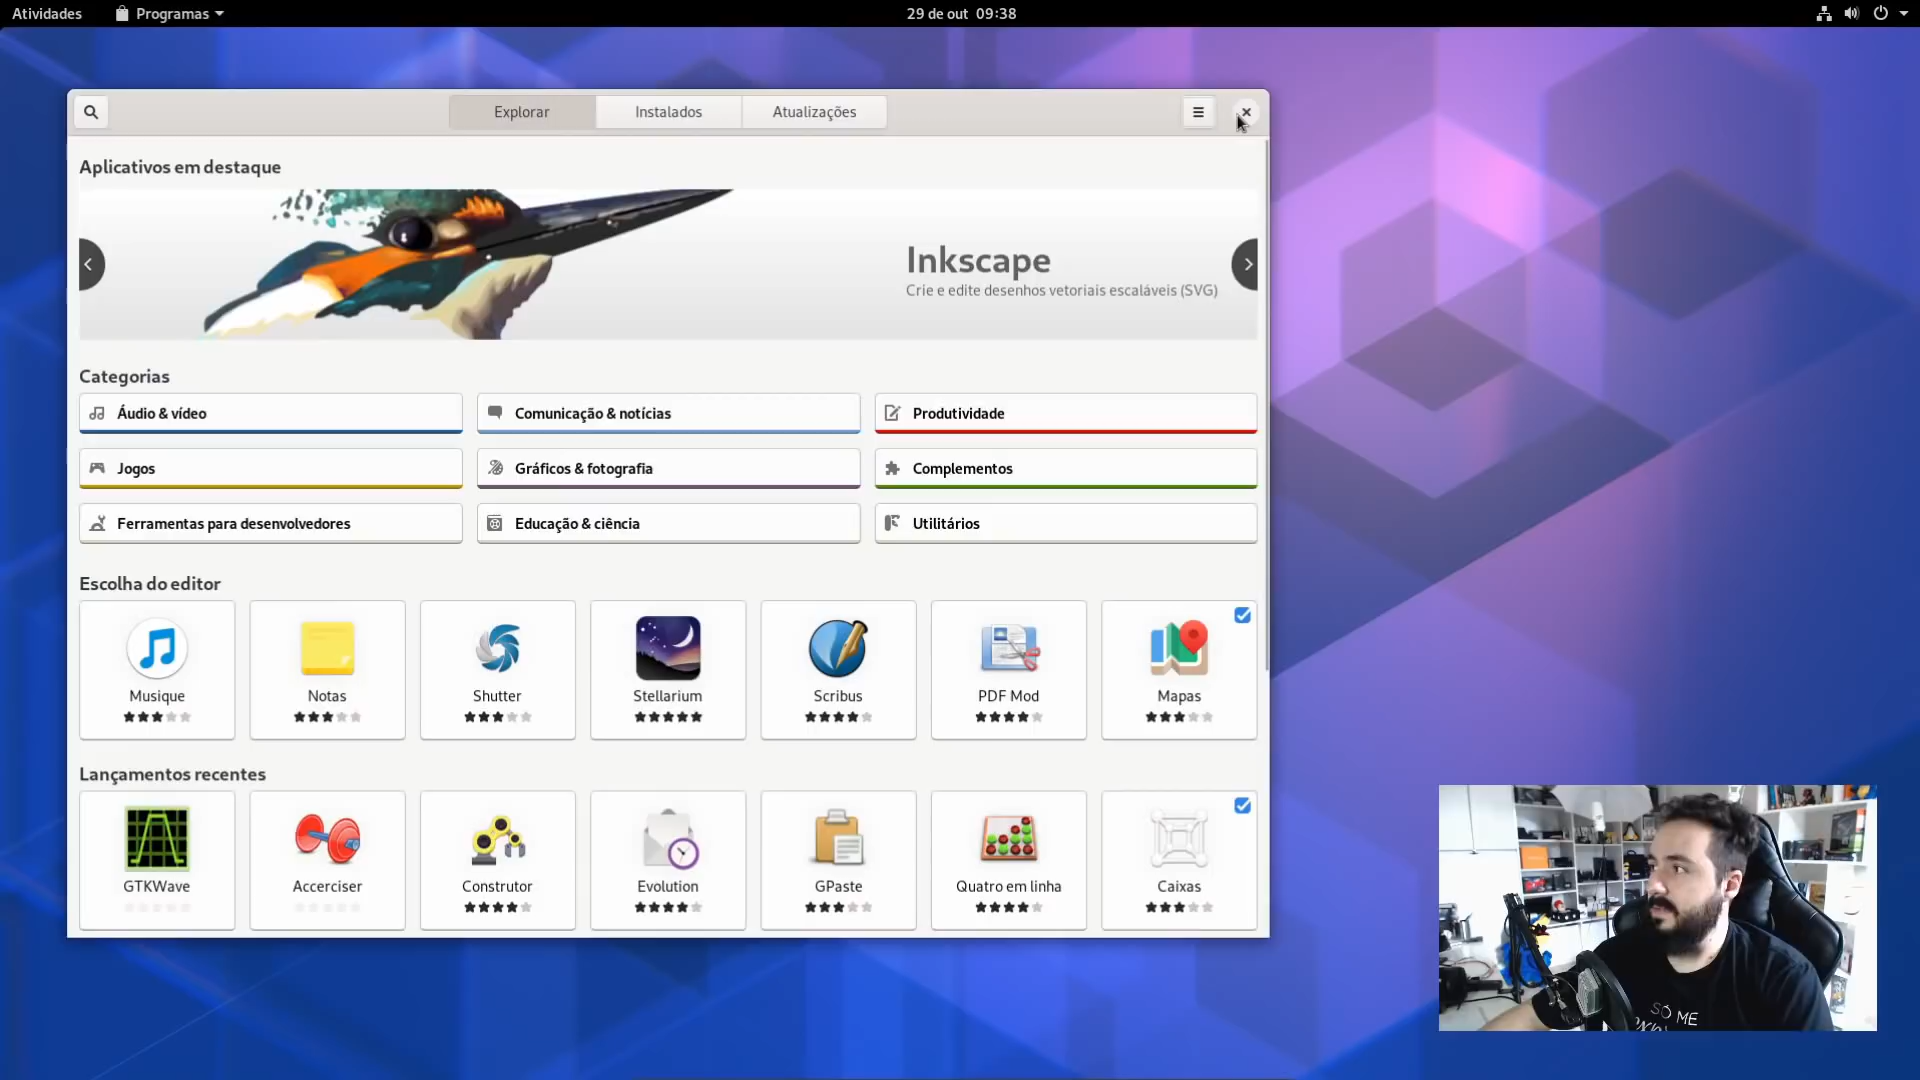 Atividades
Programas
29 de out 09:38
Explorar
Instalados
Atualizações
Aplicativos em destaque
Inkscape
Crie e edite desenhos vetoriais escaláveis (SVG)
Categorias
Áudio & vídeo
Comunicação & notícias
Produtividade
Jogos
Gráficos & fotografia
Complementos
Ferramentas para desenvolvedores
Educação & ciência
Utilitários
Escolha do editor
Musique
Notas
Shutter
Stellarium
Scribus
PDF Mod
Mapas
Lançamentos recentes
GTKWave
Accerciser
Construtor
Evolution
GPaste
Quatro em linha
Caixas
SO ME